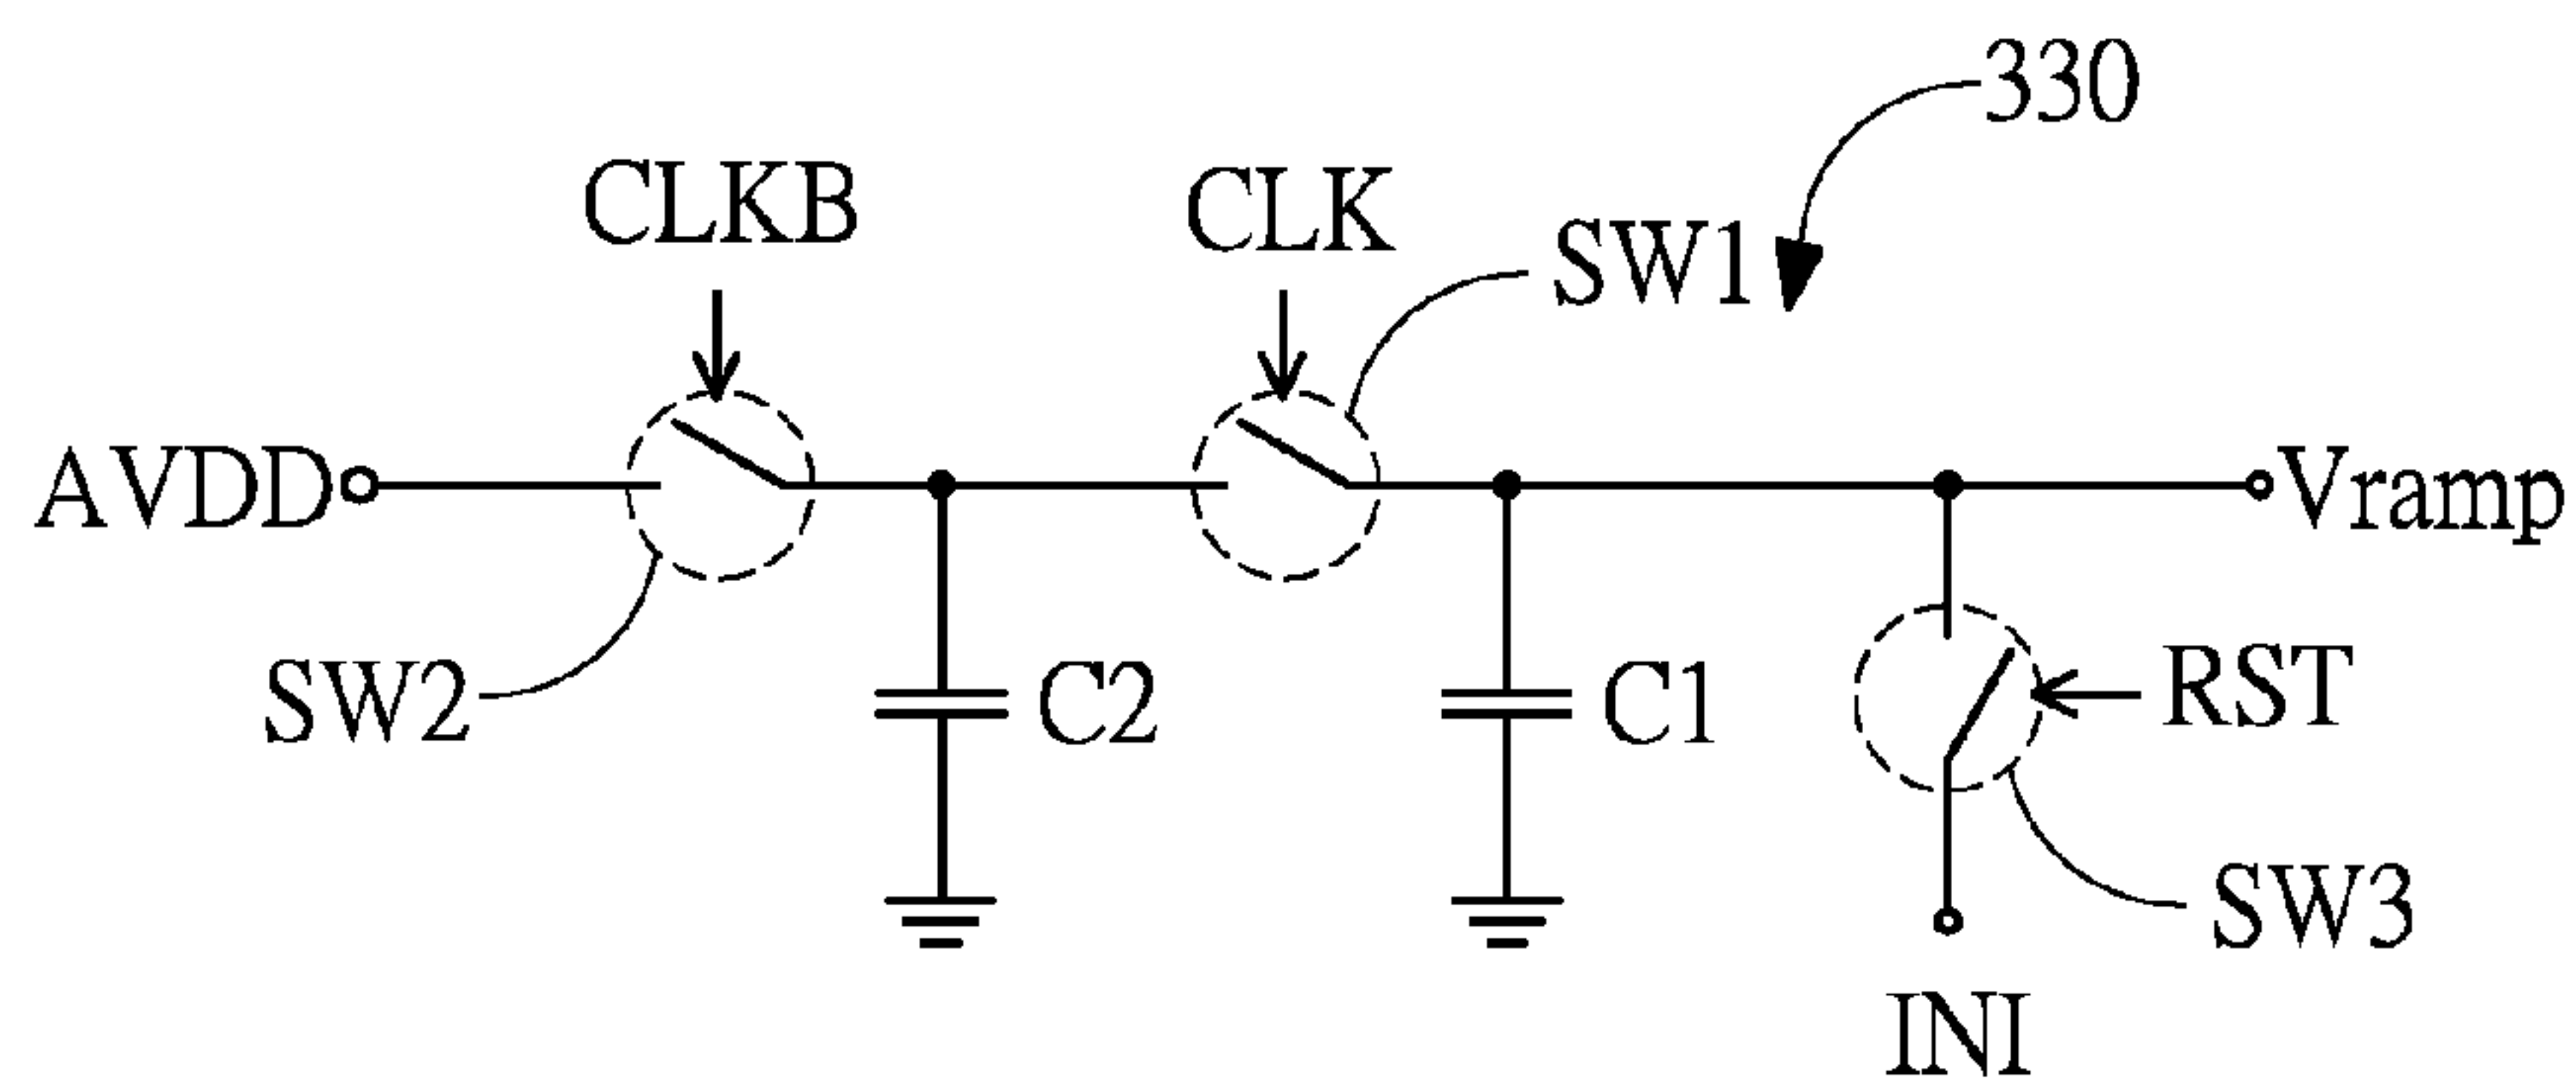 330
CLKB
CLK
SW1
AVDD
Vramp
SW2
C2
C1
RST
SW3
INI